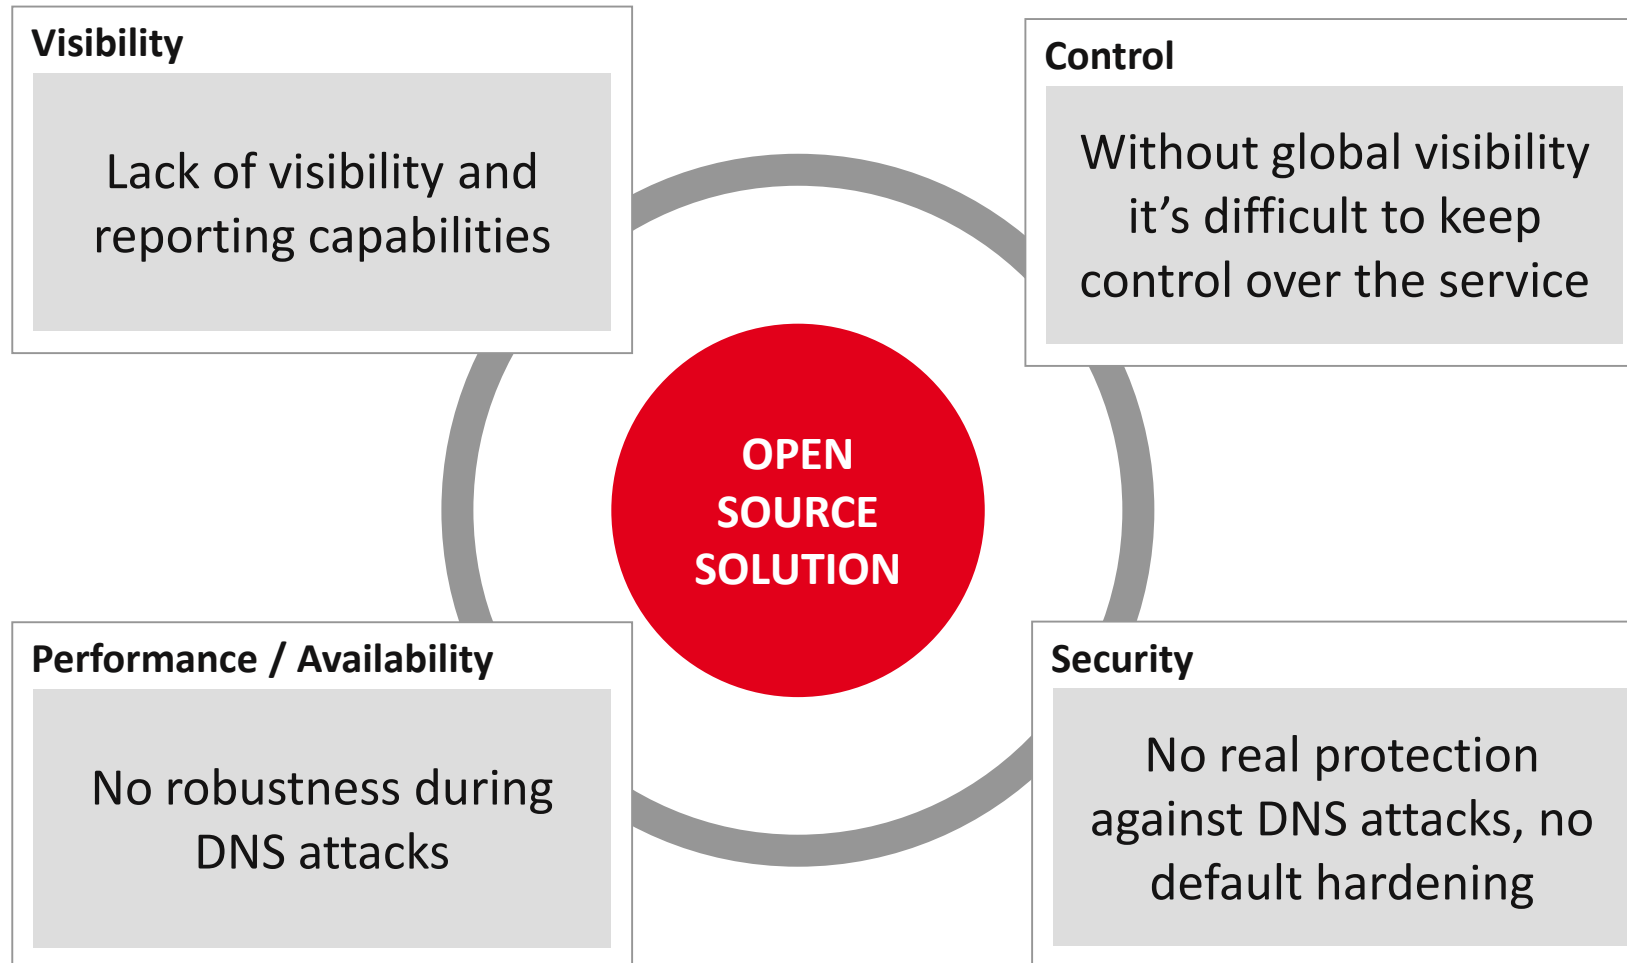 Visibility
Lack of visibility and
reporting capabilities
Control
Without global visibility
it’s difficult to keep
control over the service
OPEN
SOURCE
SOLUTION
Performance / Availability
No robustness during
DNS attacks
Security
No real protection
against DNS attacks, no
default hardening